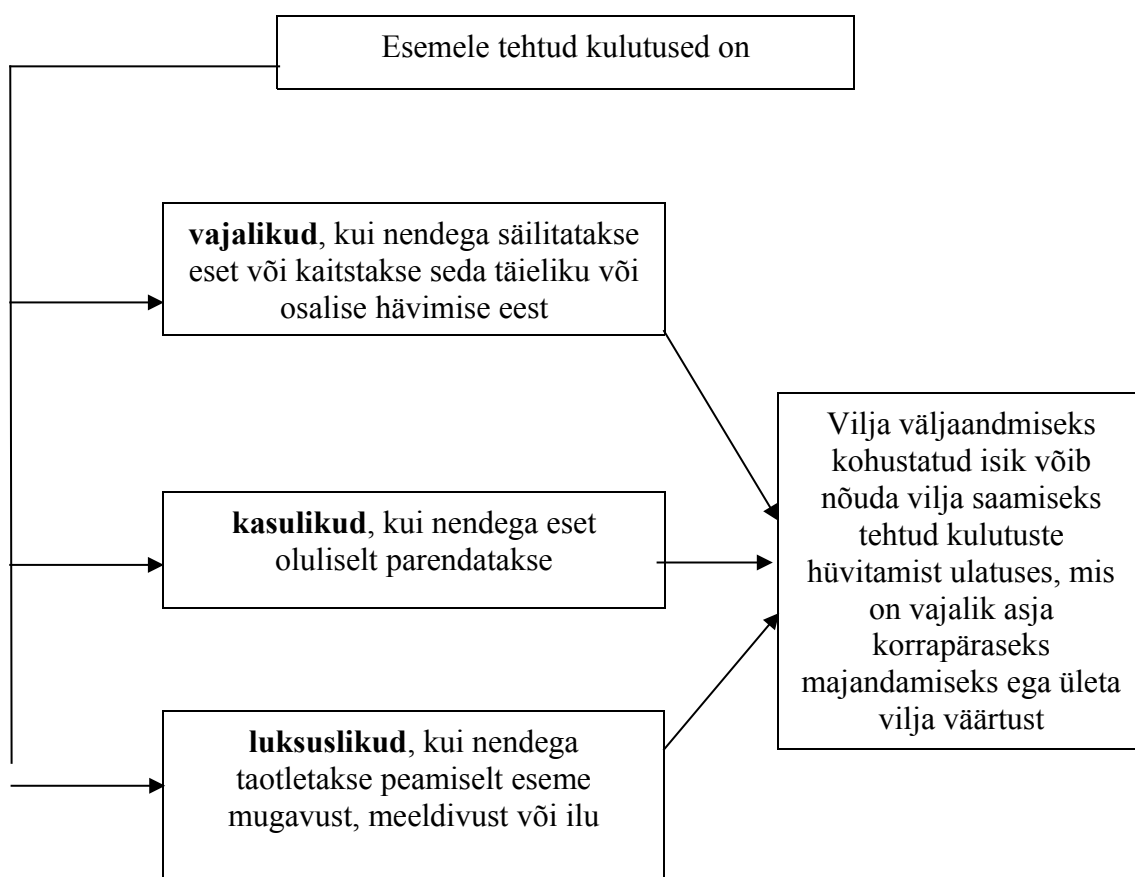 Esemele tehtud kulutused on
vajalikud, kui nendega säilitatakse
eset või kaitstakse seda täieliku või
osalise hävimise eest
kasulikud, kui nendega eset
oluliselt parendatakse
luksuslikud, kui nendega
taotletakse peamiselt eseme
mugavust, meeldivust või ilu
Vilja väljaandmiseks
kohustatud isik võib
nõuda vilja saamiseks
tehtud kulutuste
hüvitamist ulatuses, mis
on vajalik asja
korrapäraseks
majandamiseks ega ületa
vilja väärtust